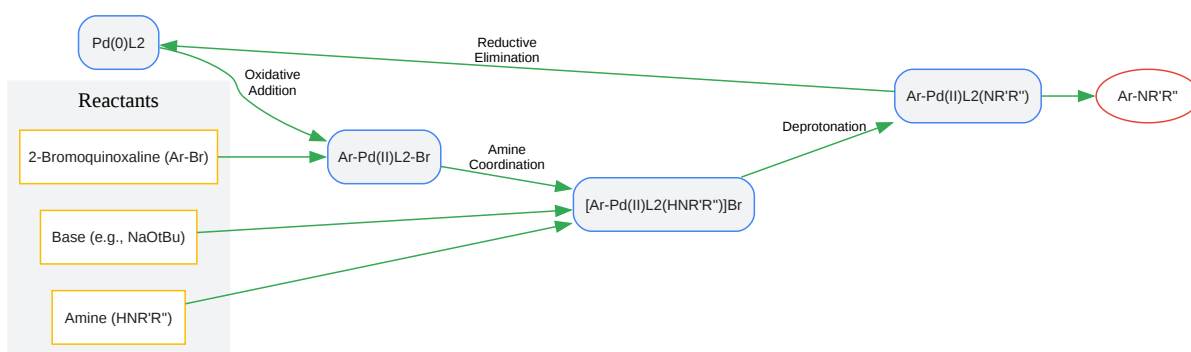 Pd(0)L2
Reductive
Elimination
Oxidative
Addition
Reactants
2-Bromoquinoxaline (Ar-Br)
Ar-Pd(II)L2-Br
Amine
Coordination
Deprotonation
Ar-Pd(II)L2(NR'R'')
Ar-NR'R''
[Ar-Pd(II)L2(HNR'R'')]Br
Base (e.g., NaOtBu)
Amine (HNR'R'')